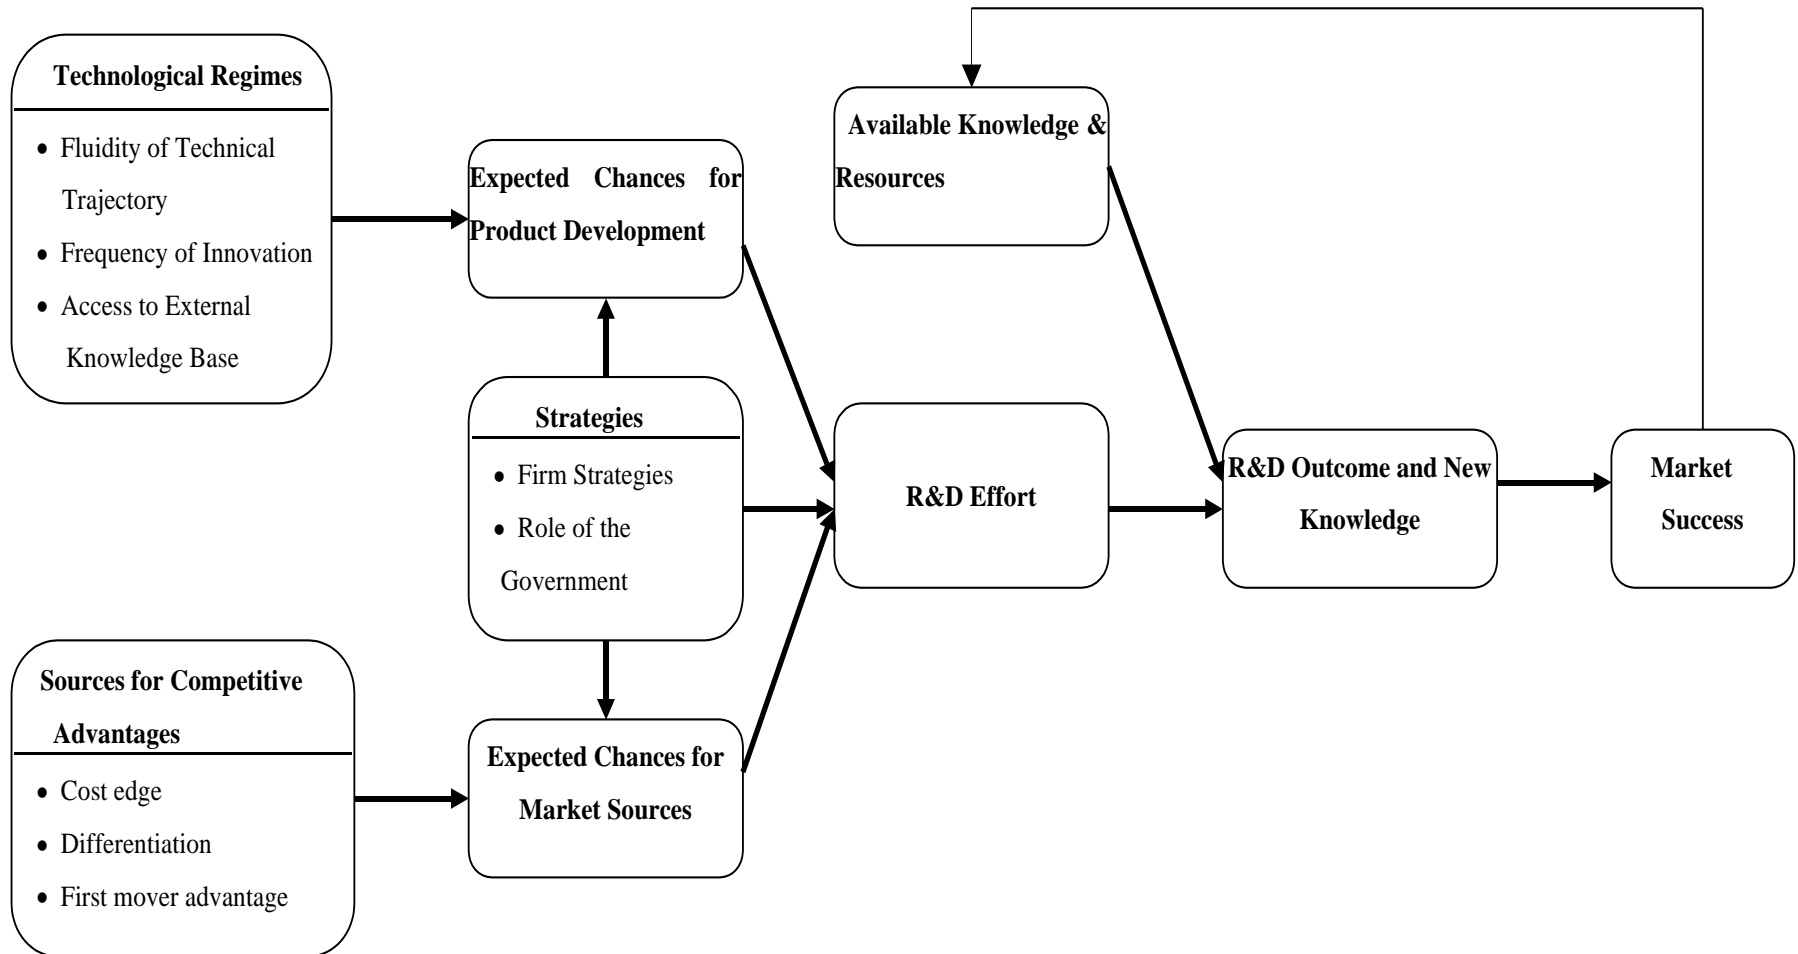 Technological Regimes
• Fluidity of Technical
Trajectory
• Frequency of Innovation
• Access to External
Knowledge Base
Expected Chances for
Product Development
Available Knowledge &
Resources
Strategies
• Firm Strategies
• Role of the
Government
R&D Effort
R&D Outcome and New
Knowledge
Market
Success
Sources for Competitive
Advantages
• Cost edge
• Differentiation
• First mover advantage
Expected Chances for
Market Sources